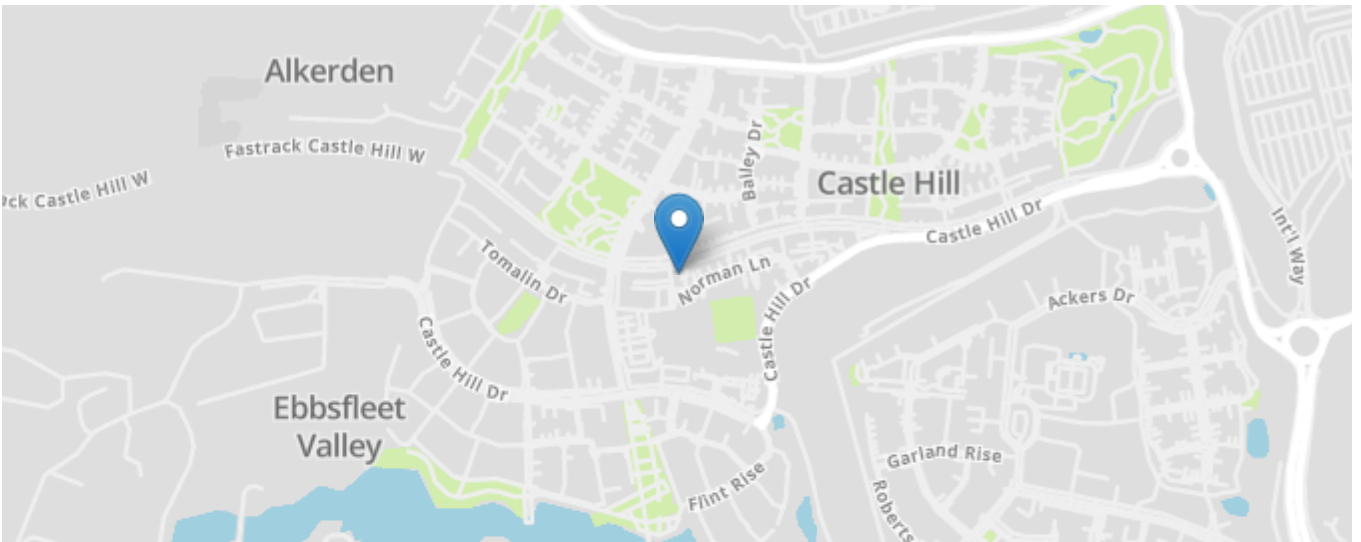 Alkerden
Fastrack Castle Hill W
ck Castle Hill W
Bailey Dr
Castle Hill
Castle Hill Dr
Int'l Way
Tomalin Dr
Norman Ln
Castle Hill Dr
Ackers Dr
Castle Hill Dr
Ebbsfleet
Valley
Garland Rise
Flint Rise
Roberts